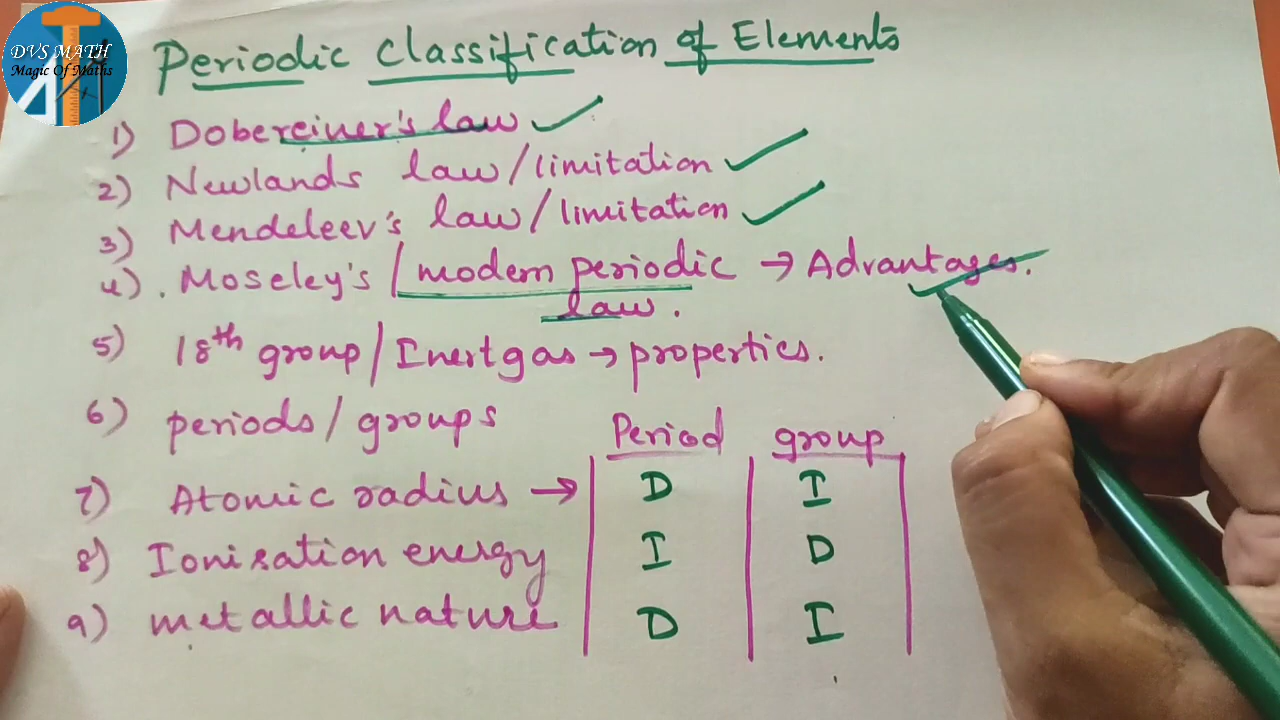 DVS MATH
Magic Of Maths
Periodic Classification of Elements
1) Dobereiner's law
2) Newlands law/limitation
3) Mendeleev's law/limitation
4). Moseley's/modern periodic → Advantages.
law.
5) 18th group/Inert gas → properties.
6) periods/groups
Period group
7) Atomic radius → D I
8) Ionisation energy I D
9) metallic nature D I